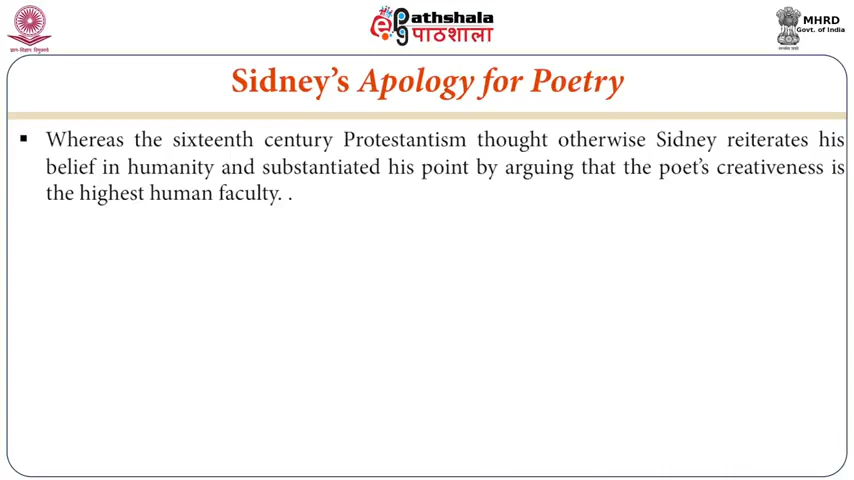 ePathshala
पाठशाला
MHRD
Govt. of India
Sidney's Apology for Poetry
▪ Whereas the sixteenth century Protestantism thought otherwise Sidney reiterates his
belief in humanity and substantiated his point by arguing that the poet's creativeness is
the highest human faculty. .